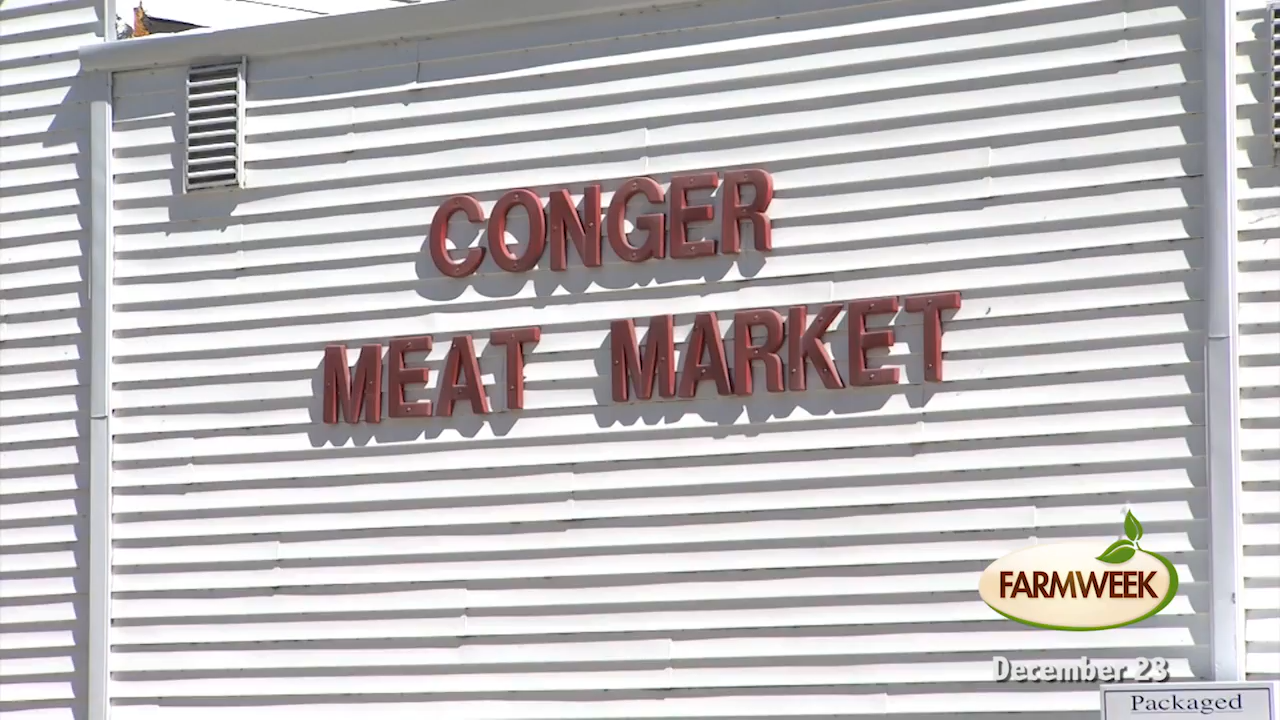 CONGER
MEAT MARKET
FARMWEEK
December 23
Packaged